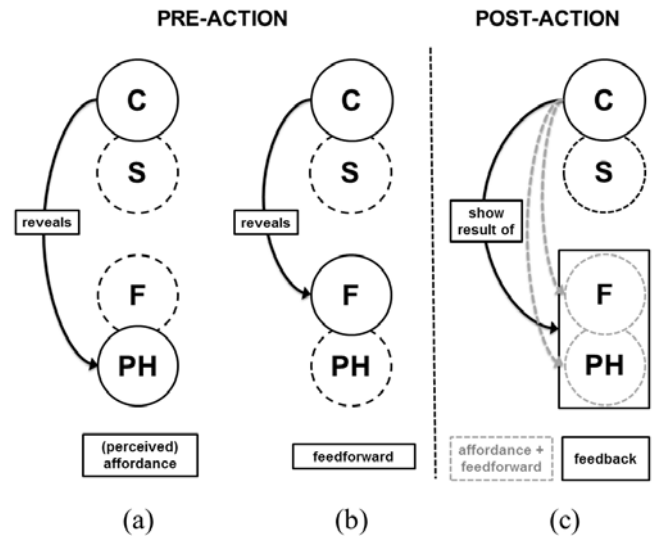 PRE-ACTION
POST-ACTION
C
S
reveals
F
PH
(perceived)
affordance
(a)
C
S
reveals
F
PH
feedforward
(b)
C
S
show
result of
F
PH
affordance +
feedforward
feedback
(c)